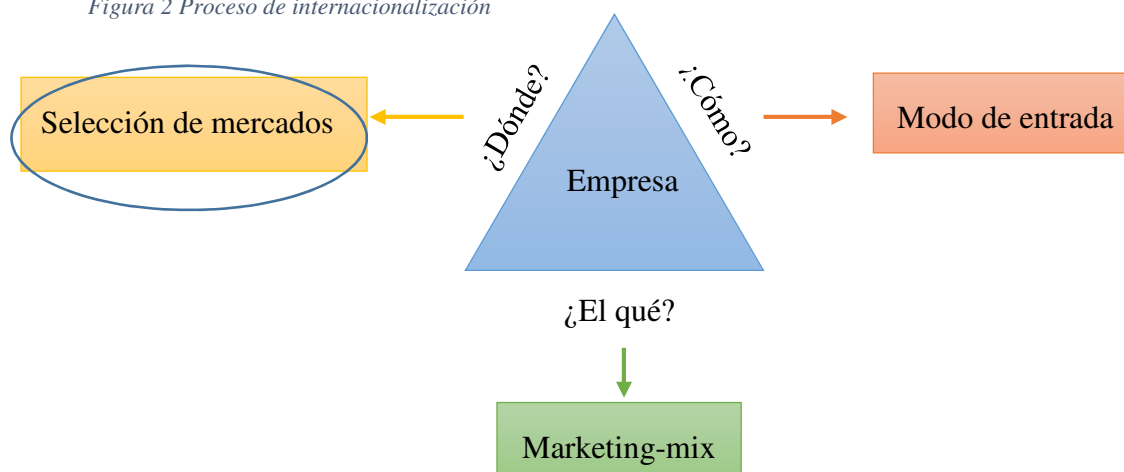 Figura 2 Proceso de internacionalización
¿Dónde?
¿Cómo?
Selección de mercados
Modo de entrada
Empresa
¿El qué?
Marketing-mix